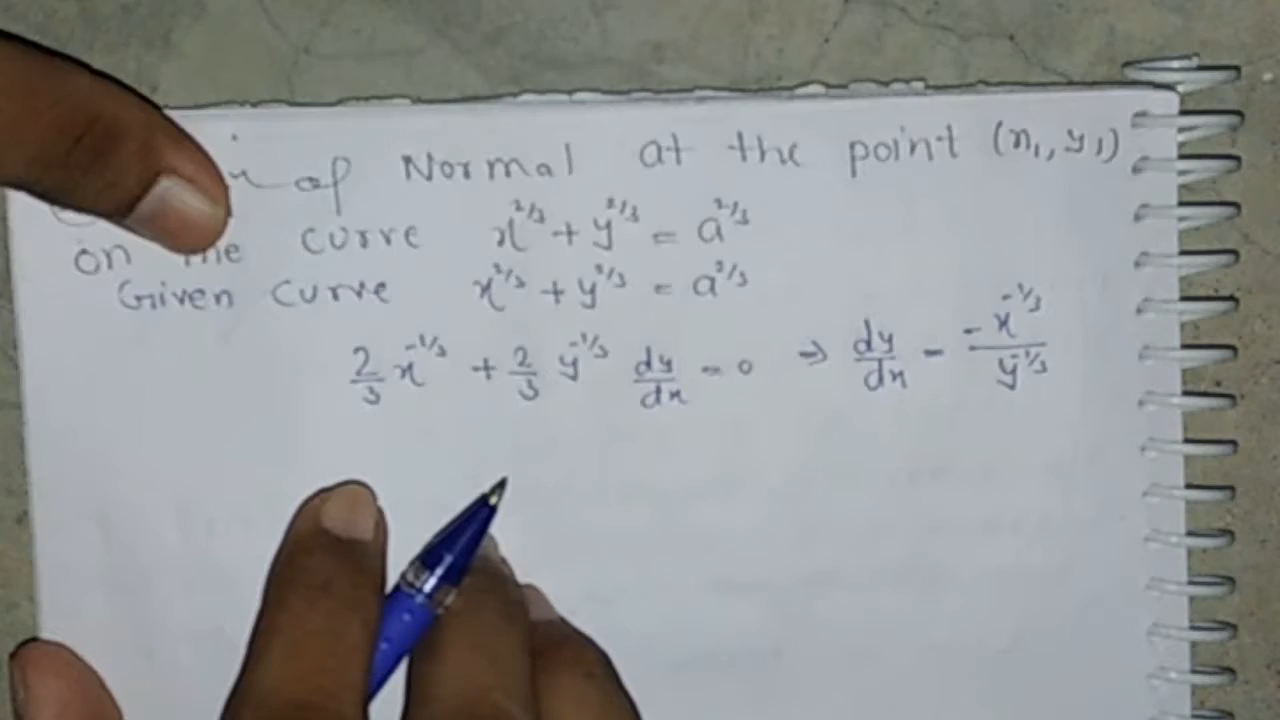 of Normal at the point (x₁, y₁)
on the curve x^{2/3} + y^{2/3} = a^{2/3}
Given curve x^{2/3} + y^{2/3} = a^{2/3}
2/3 x^{-1/3} + 2/3 y^{-1/3} dy/dx = 0 ⇒ dy/dx = -x^{-1/3}/y^{-1/3}